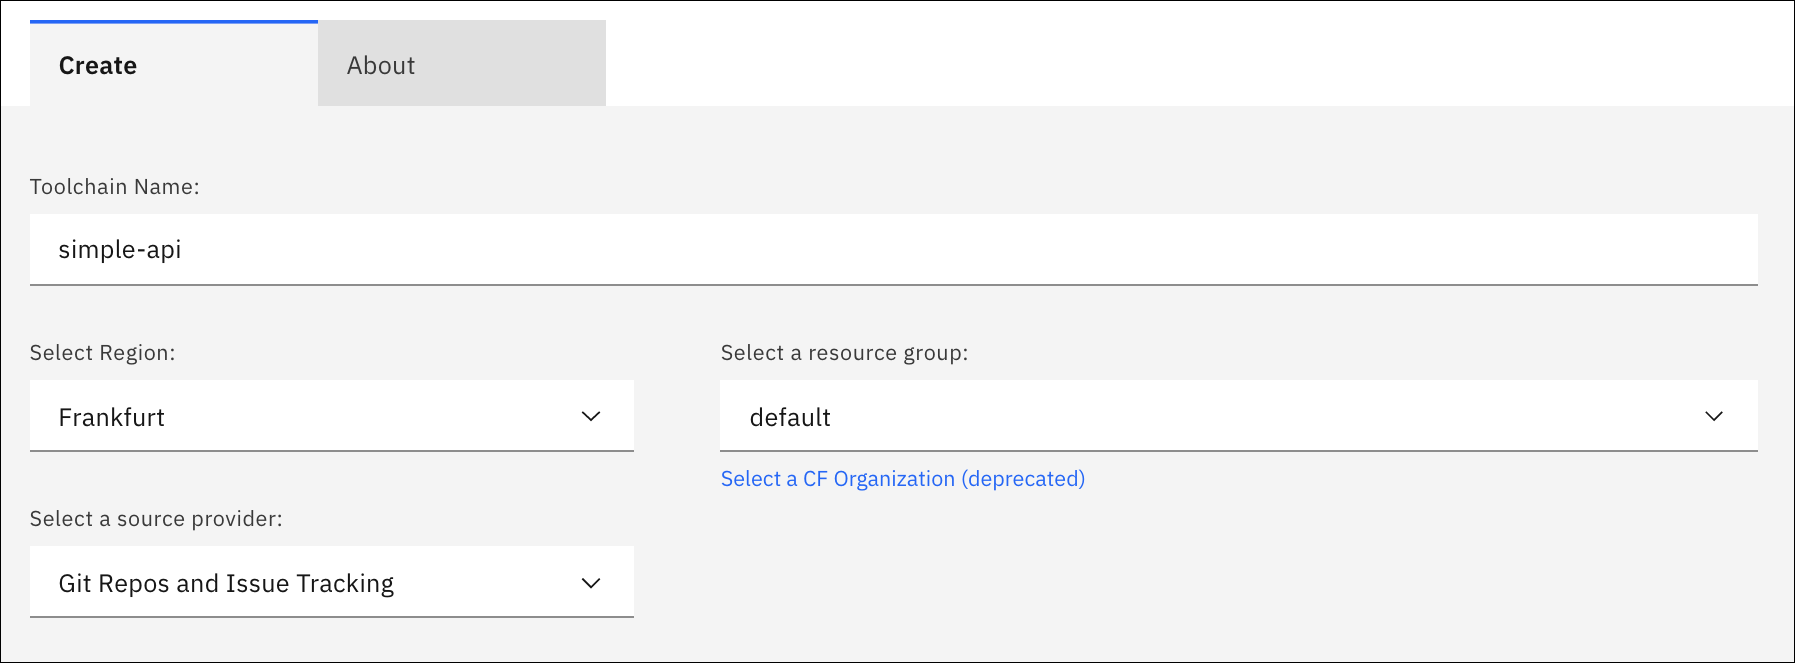 Create
About
Toolchain Name:
simple-api
Select Region:
Select a resource group:
Frankfurt
default
Select a CF Organization (deprecated)
Select a source provider:
Git Repos and Issue Tracking